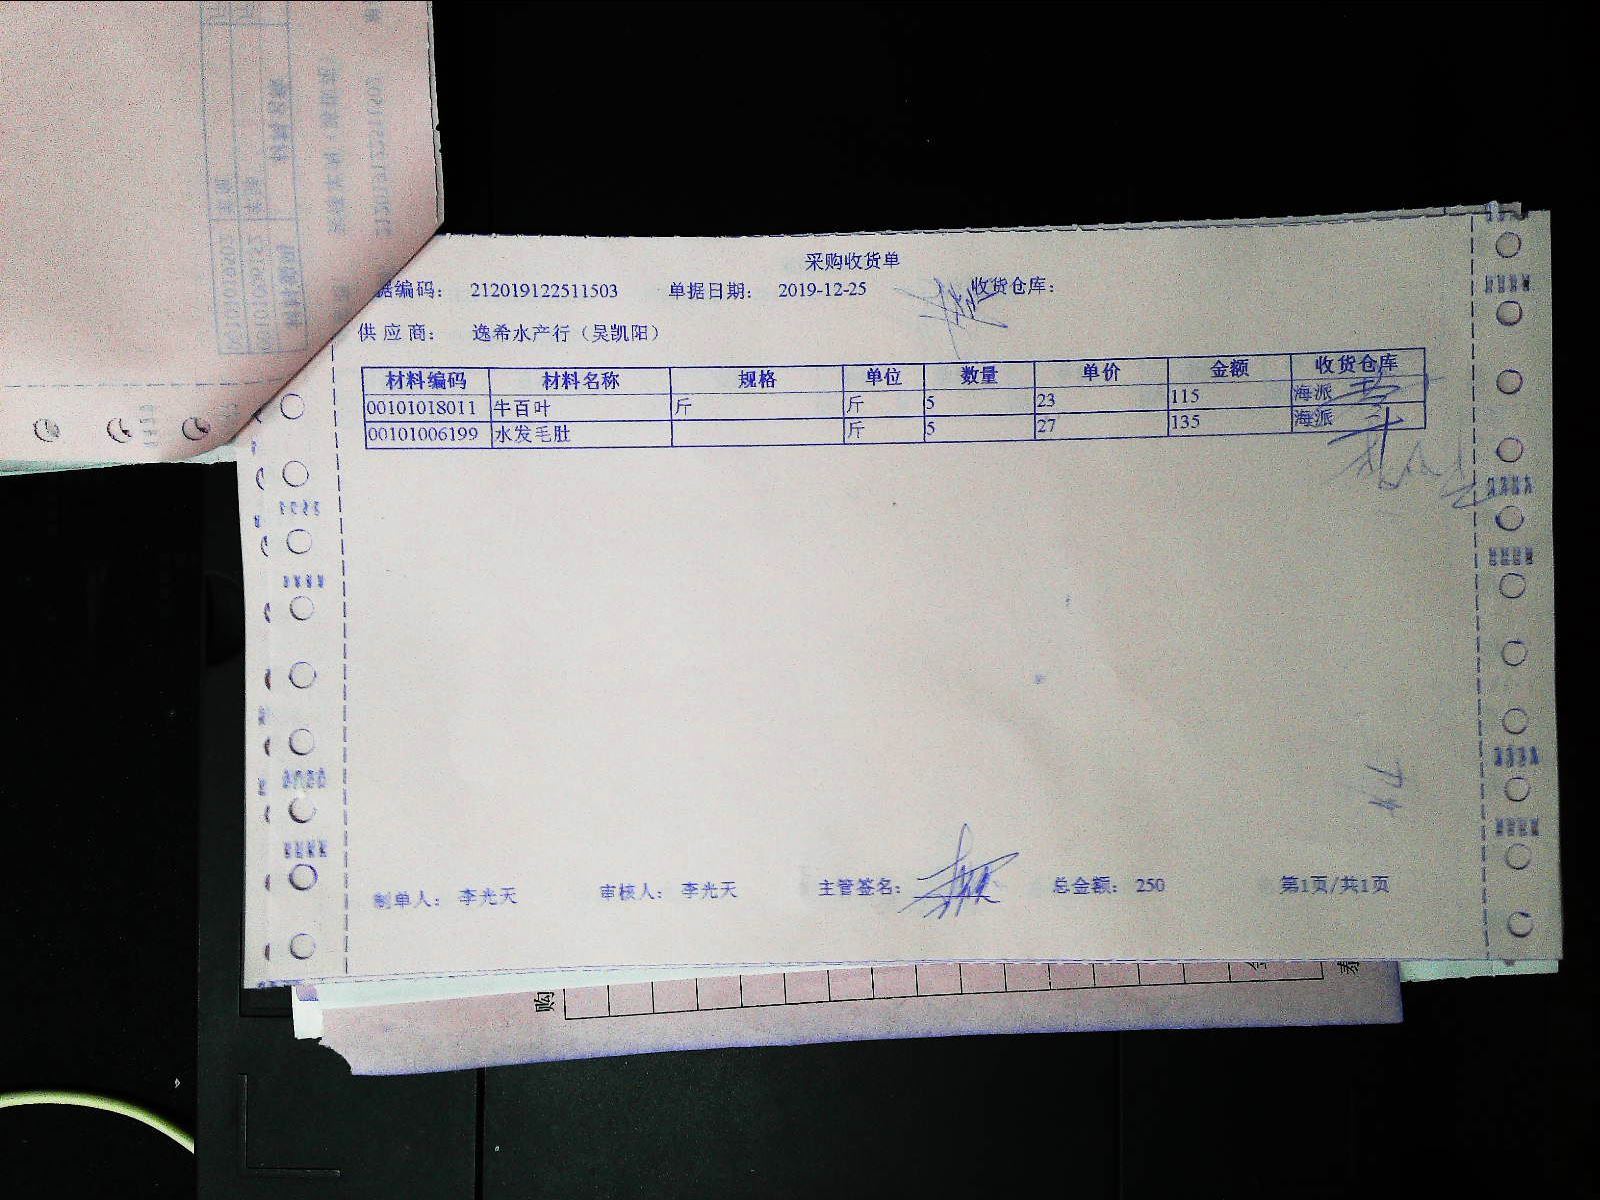 采购收货单
据编码： 212019122511503 单据日期： 2019-12-25 收货仓库：
供 应 商： 逸希水产行（吴凯阳）
材料编码 材料名称 规格 单位 数量 单价 金额 收货仓库
00101018011 牛百叶 斤 斤 5 23 115 海派
00101006199 水发毛肚 斤 5 27 135 海派
制单人： 李光天 审核人： 李光天 主管签名： 总金额： 250 第1页/共1页
购